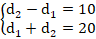 d₂ − d₁ = 10
d₁ + d₂ = 20